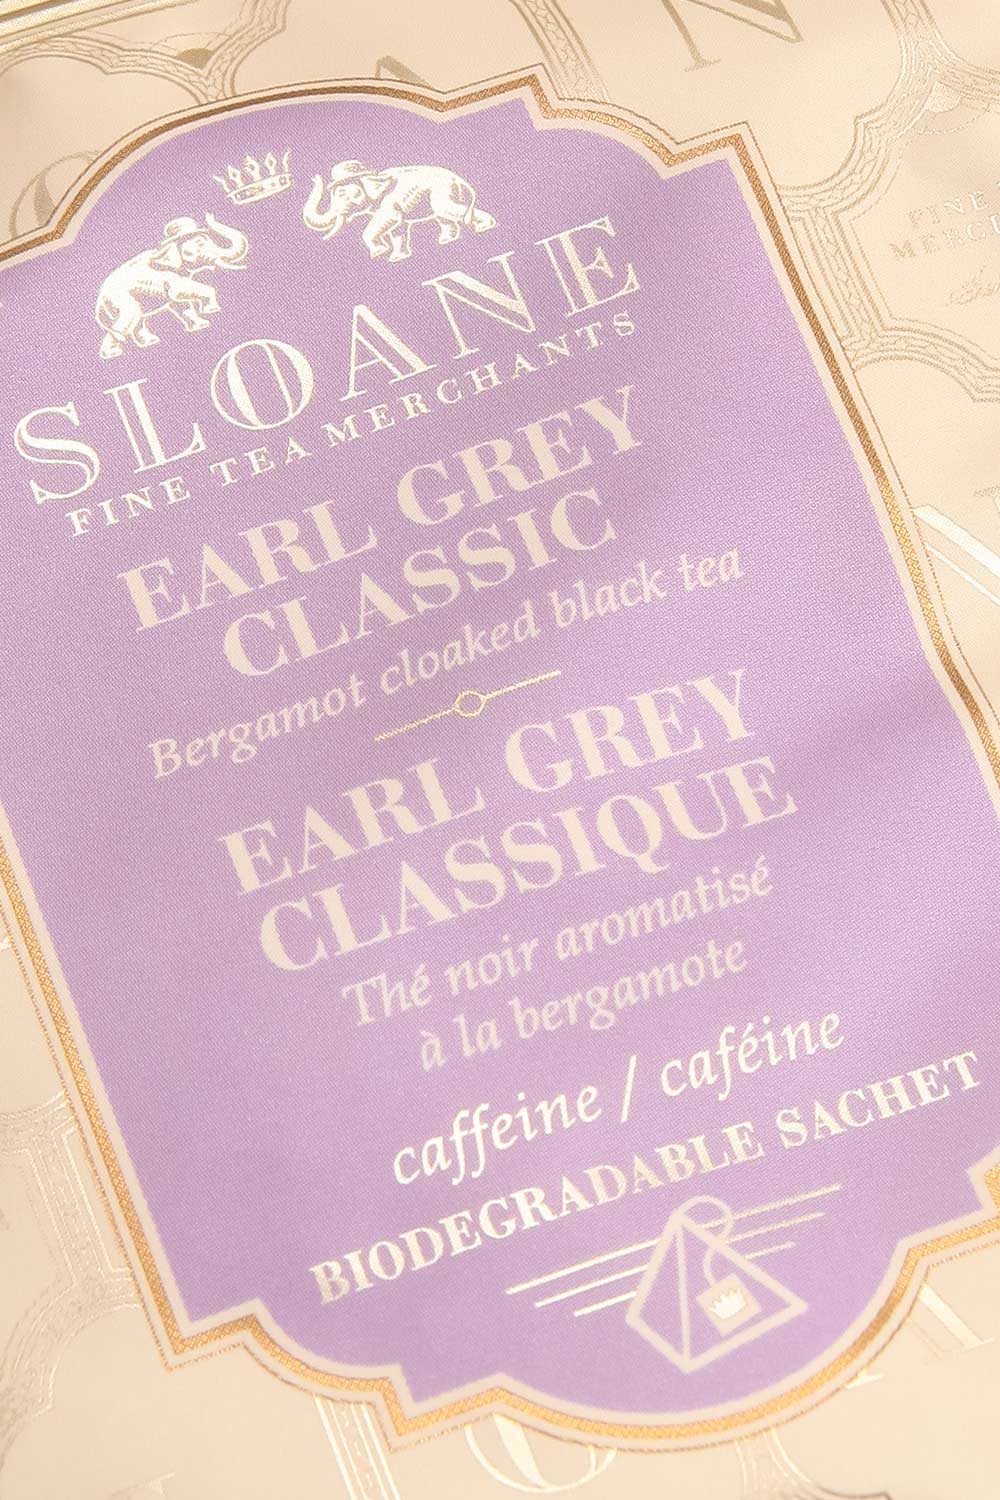 SLOANE
FINE TEA MERCHANTS
EARL GREY
CLASSIC
Bergamot cloaked black tea
EARL GREY
CLASSIQUE
Thé noir aromatisé
à la bergamote
caffeine / caféine
BIODEGRADABLE SACHET